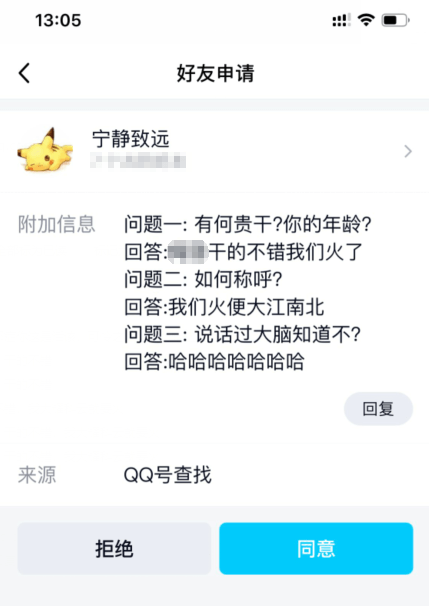 13:05
好友申请
宁静致远
附加信息
问题一: 有何贵干?你的年龄?
回答:干的不错我们火了
问题二: 如何称呼?
回答:我们火便大江南北
问题三: 说话过大脑知道不?
回答:哈哈哈哈哈哈哈
回复
来源
QQ号查找
拒绝
同意